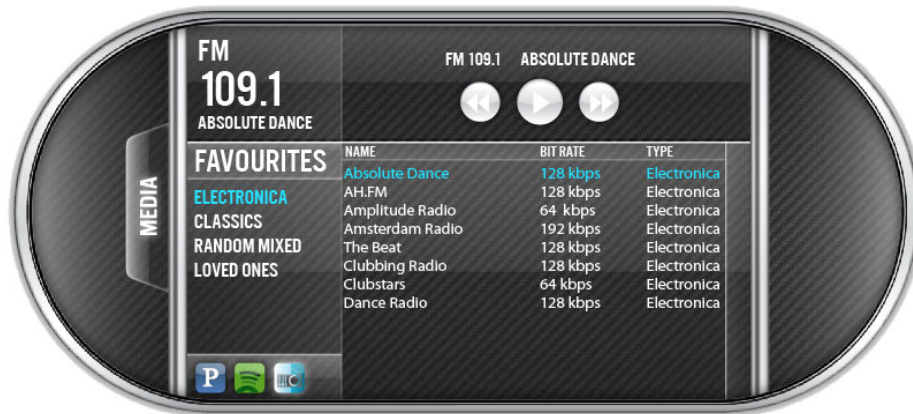 FM
109.1
ABSOLUTE DANCE
FM 109.1 ABSOLUTE DANCE
MEDIA
FAVOURITES
ELECTRONICA
CLASSICS
RANDOM MIXED
LOVED ONES
NAME BIT RATE TYPE
Absolute Dance 128 kbps Electronica
AH.FM 128 kbps Electronica
Amplitude Radio 64 kbps Electronica
Amsterdam Radio 192 kbps Electronica
The Beat 128 kbps Electronica
Clubbing Radio 128 kbps Electronica
Clubstars 64 kbps Electronica
Dance Radio 128 kbps Electronica
P